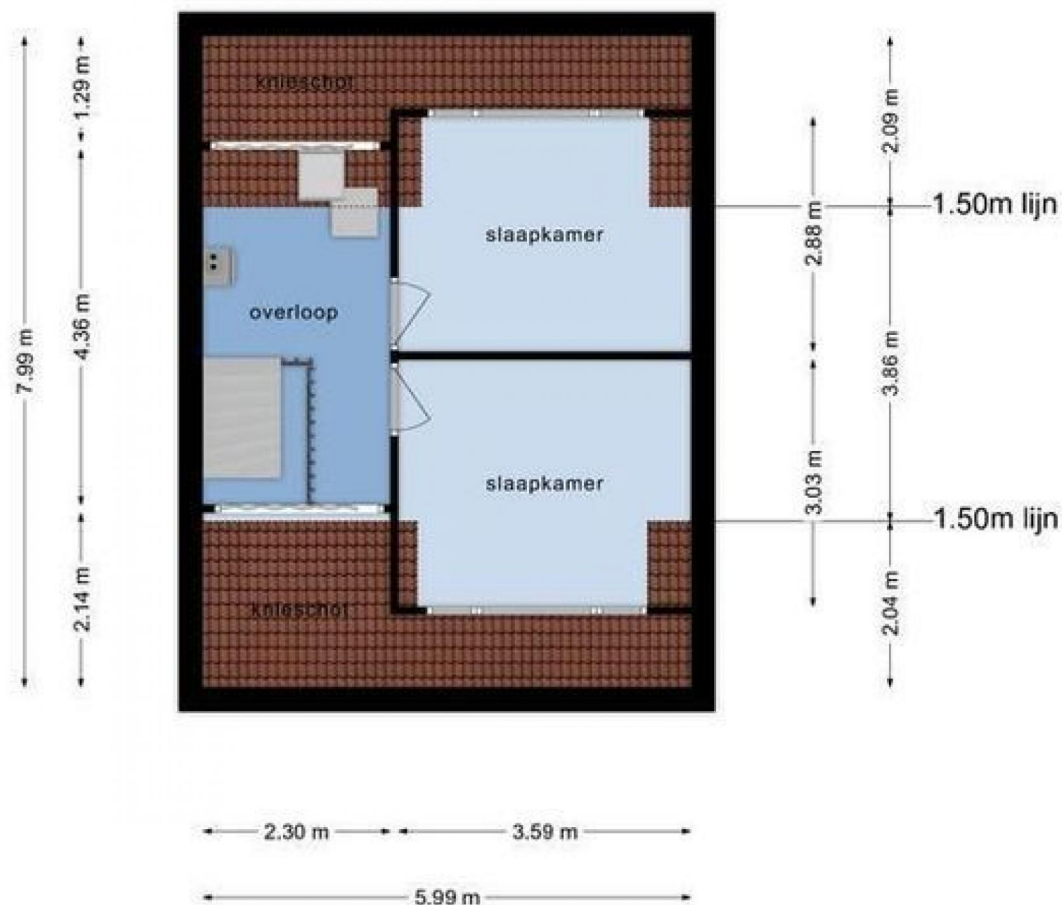 knieschot
1.29 m
2.09 m
1.50m lijn
2.88 m
slaapkamer
overloop
4.36 m
7.99 m
3.86 m
slaapkamer
3.03 m
1.50m lijn
2.14 m
knieschot
2.04 m
2.30 m
3.59 m
5.99 m